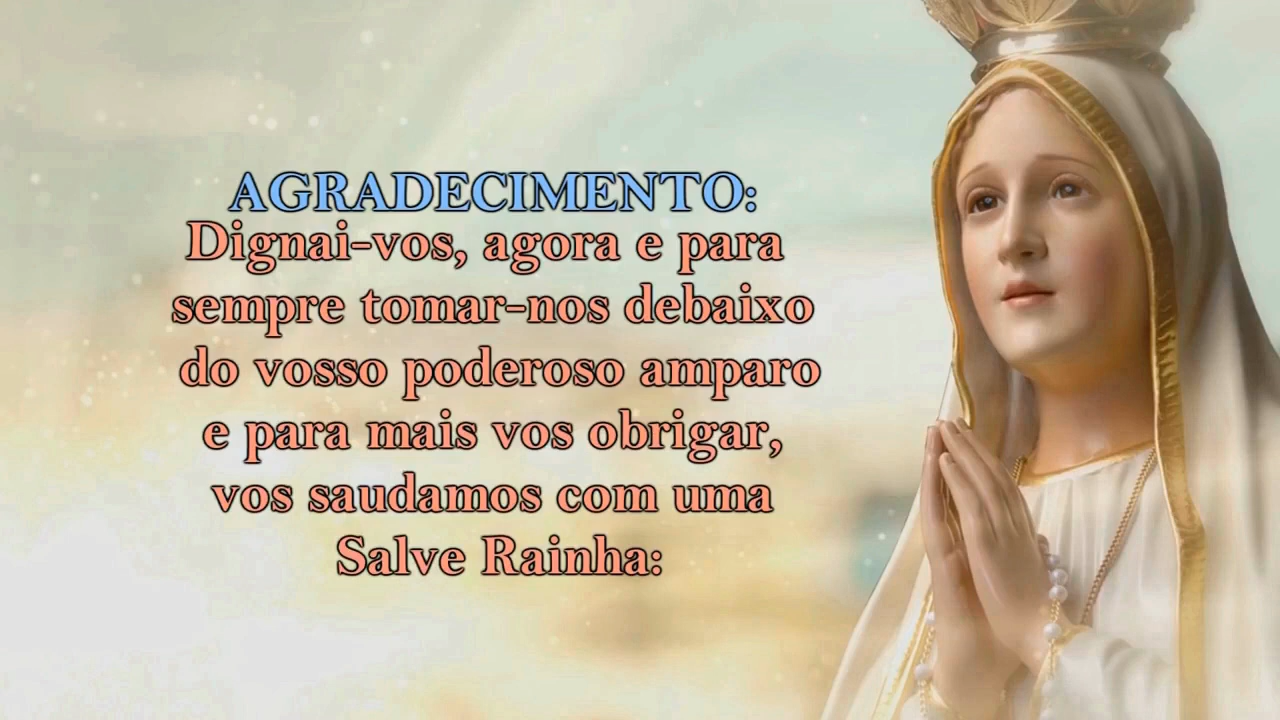 AGRADECIMENTO:
Dignai-vos, agora e para
sempre tomar-nos debaixo
do vosso poderoso amparo
e para mais vos obrigar,
vos saudamos com uma
Salve Rainha: